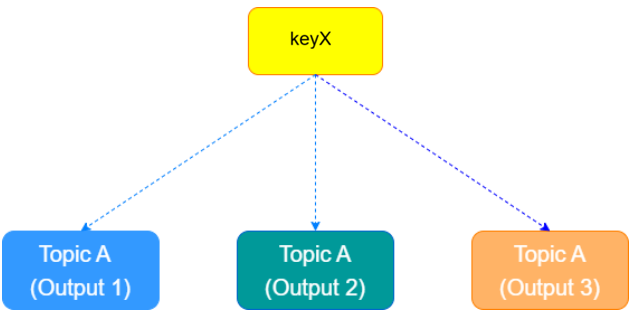 keyX
Topic A
(Output 1)
Topic A
(Output 2)
Topic A
(Output 3)